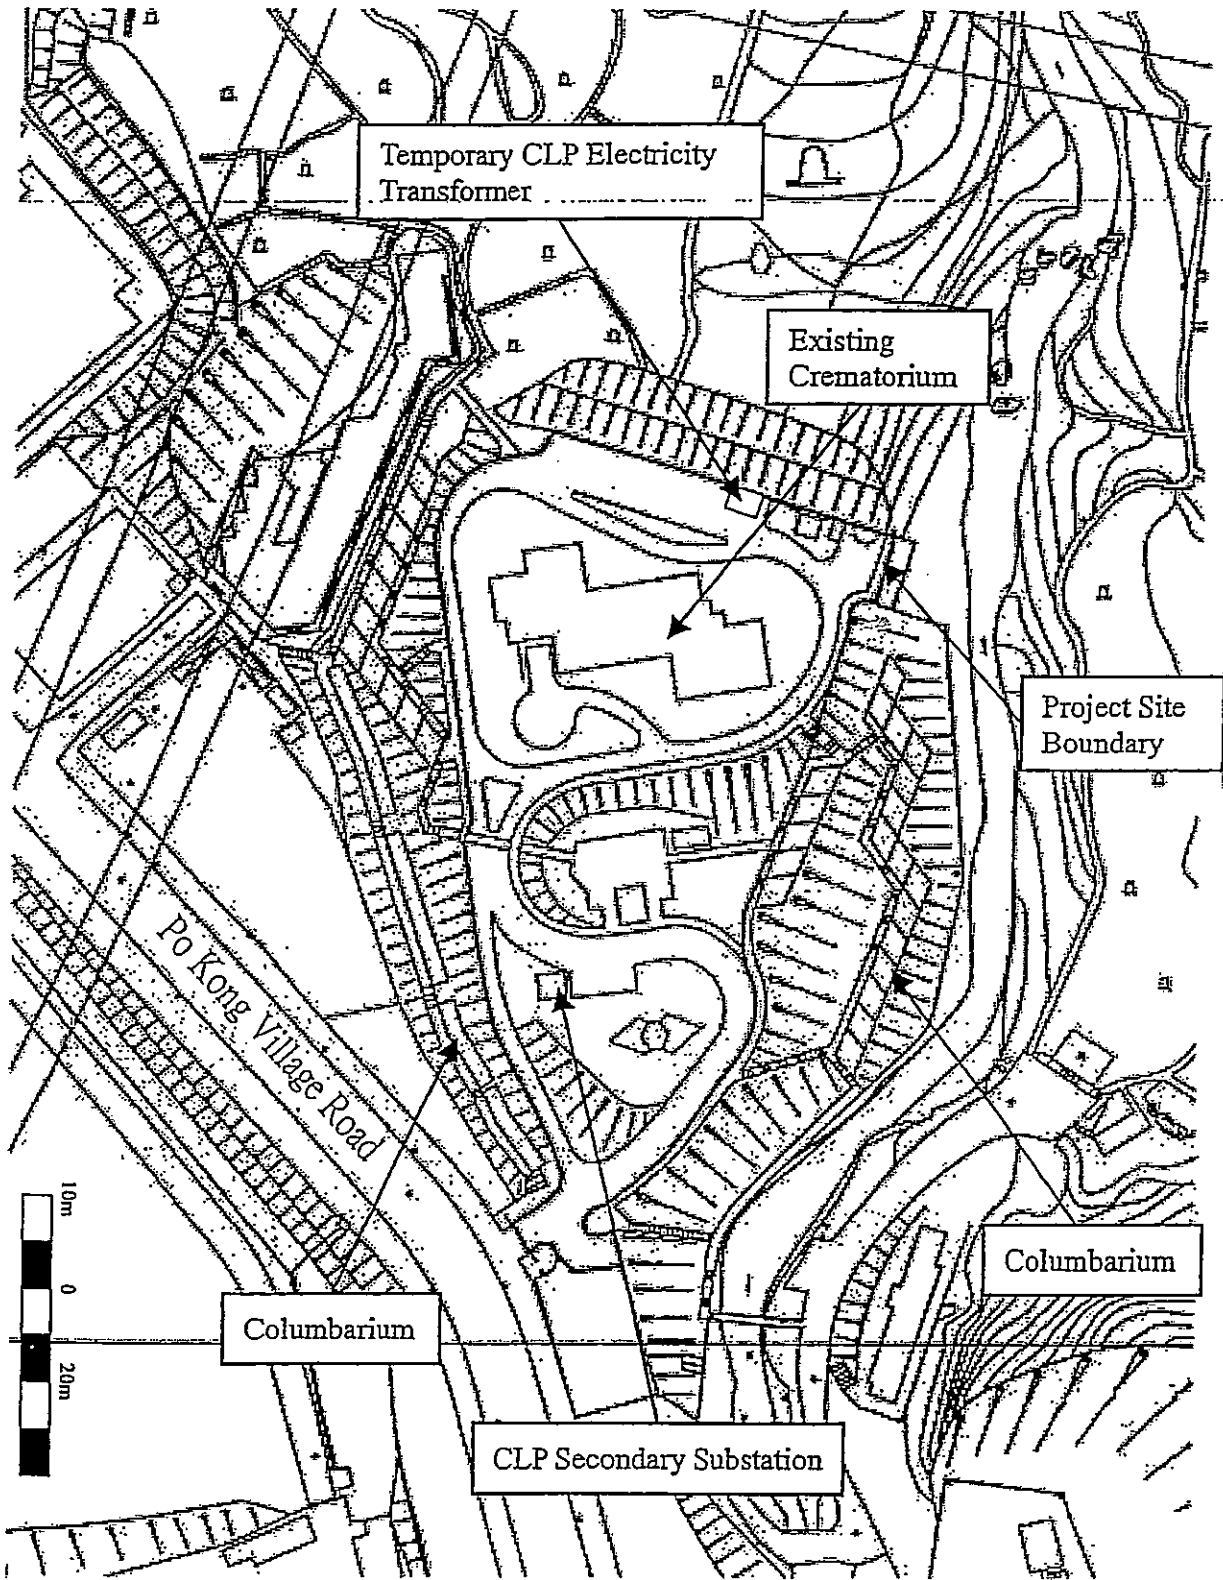 Temporary CLP Electricity
Transformer
Existing
Crematorium
Project Site
Boundary
Po Kong Village Road
10m
0
20m
Columbarium
Columbarium
CLP Secondary Substation